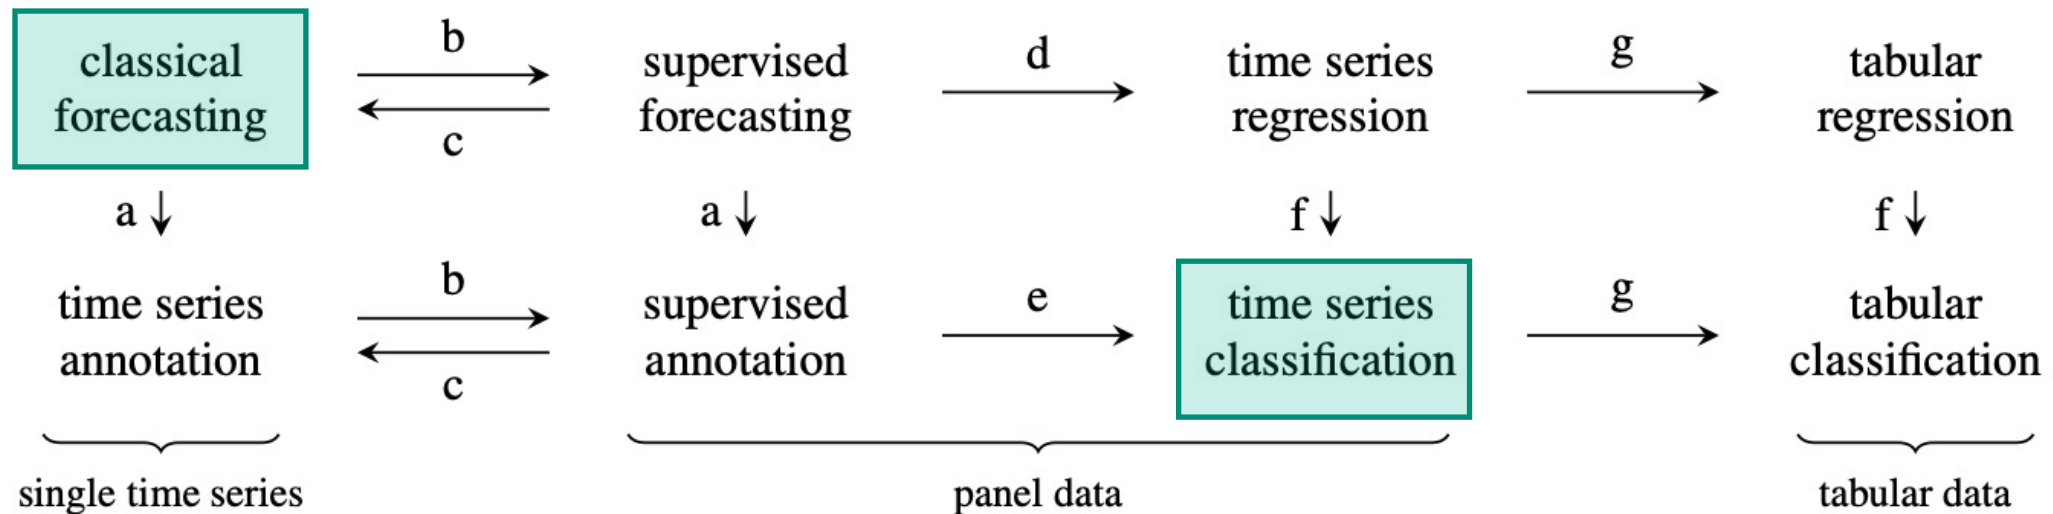 classical
forecasting
b
c
supervised
forecasting
d
time series
regression
g
tabular
regression
a
a
f
f
time series
annotation
b
c
supervised
annotation
e
time series
classification
g
tabular
classification
single time series
panel data
tabular data